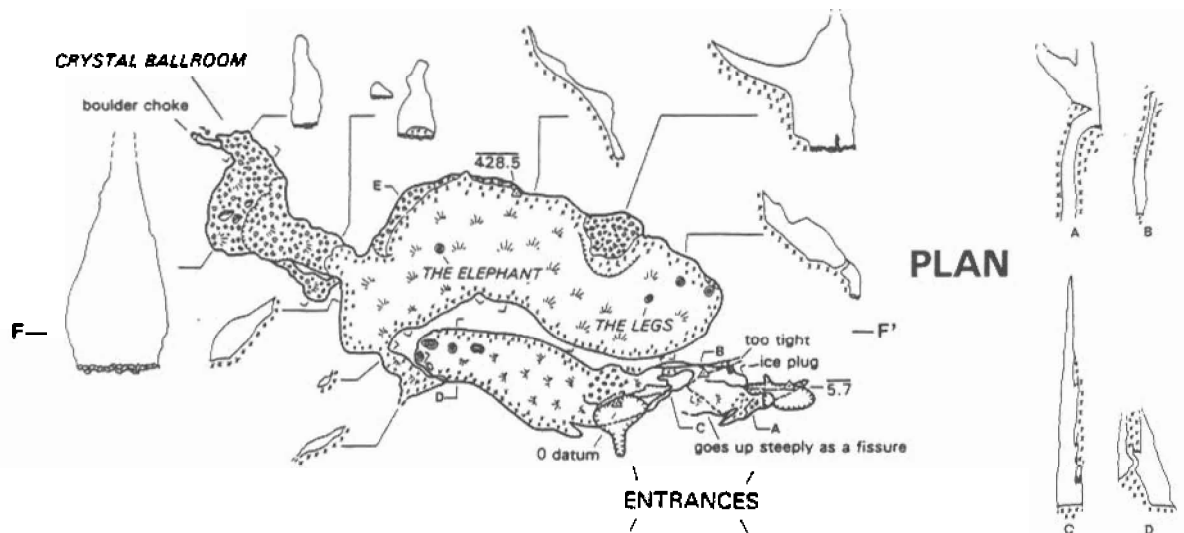 CRYSTAL BALLROOM
boulder choke
428.5
E
A
B
THE ELEPHANT
PLAN
THE LEGS
F—
—F'
too tight
B
ice plug
5.7
D
C
A
0 datum
goes up steeply as a fissure
ENTRANCES
C
D